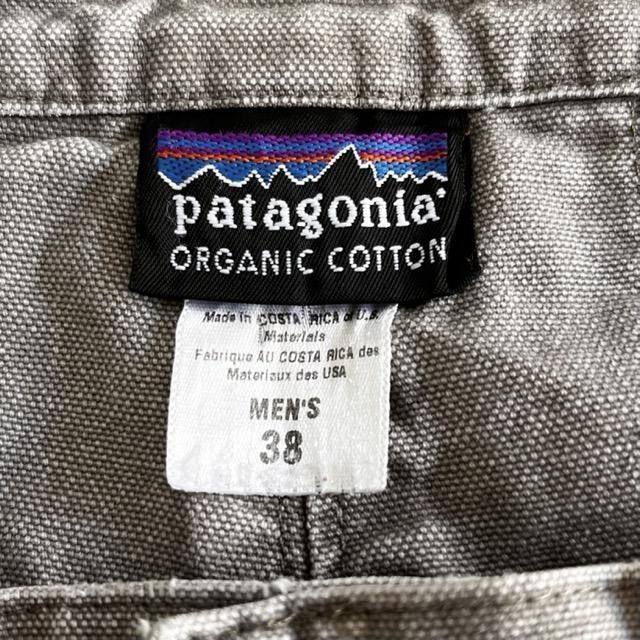 patagonia®
ORGANIC COTTON
Made in COSTA RICA of U.S.
Materials
Fabrique AU COSTA RICA des
Materiaux des USA
MEN'S
38